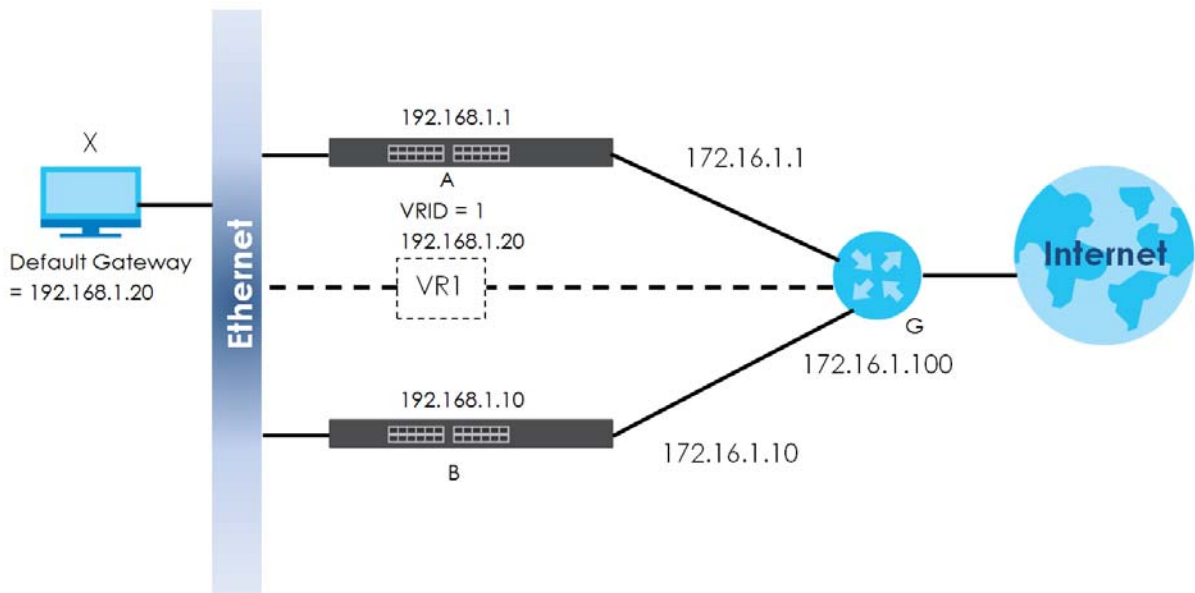 X
Default Gateway
= 192.168.1.20
Ethernet
192.168.1.1
A
VRID = 1
192.168.1.20
VR1
192.168.1.10
B
172.16.1.1
G
172.16.1.100
172.16.1.10
Internet